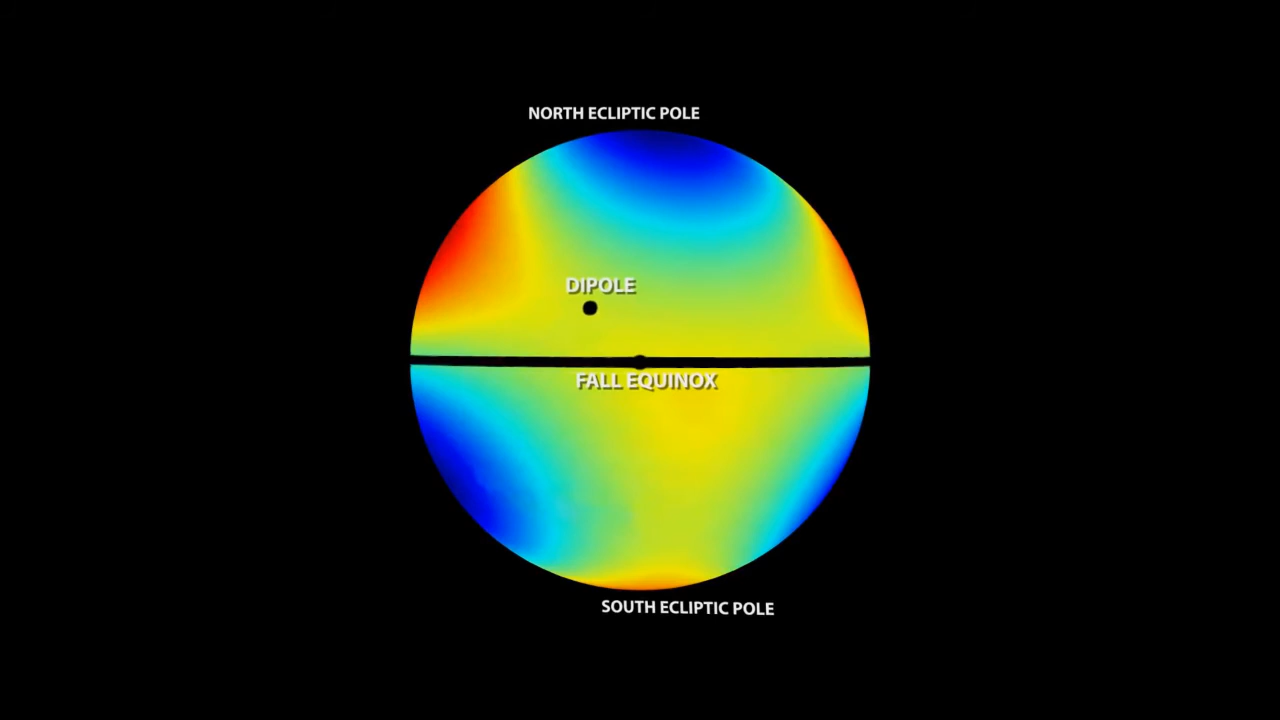 NORTH ECLIPTIC POLE
DIPOLE
FALL EQUINOX
SOUTH ECLIPTIC POLE